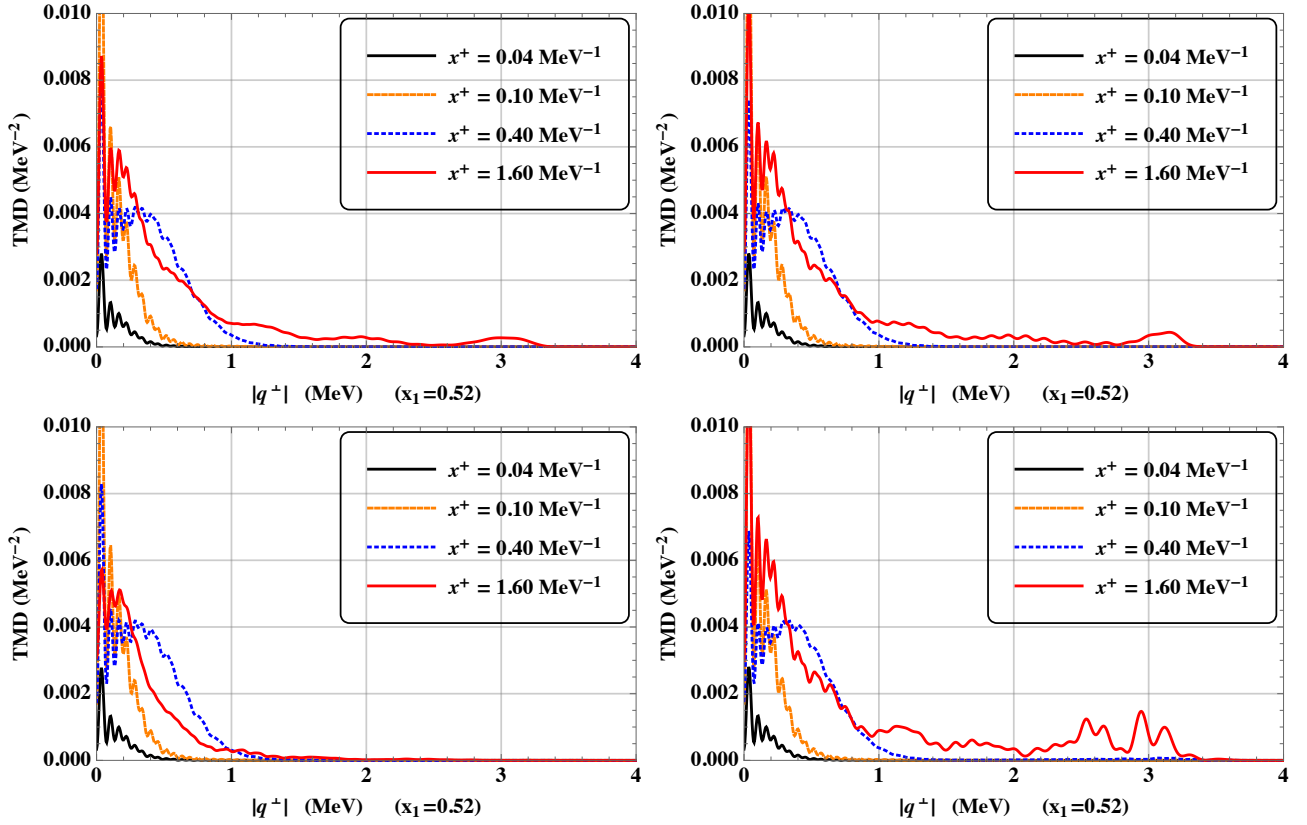 0.010
0.008
0.006
0.004
0.002
0.000
TMD (MeV⁻²)
x⁺ = 0.04 MeV⁻¹
x⁺ = 0.10 MeV⁻¹
x⁺ = 0.40 MeV⁻¹
x⁺ = 1.60 MeV⁻¹
0 1 2 3 4
|q^⊥| (MeV) (x₁=0.52)
0.010
0.008
0.006
0.004
0.002
0.000
TMD (MeV⁻²)
x⁺ = 0.04 MeV⁻¹
x⁺ = 0.10 MeV⁻¹
x⁺ = 0.40 MeV⁻¹
x⁺ = 1.60 MeV⁻¹
0 1 2 3 4
|q^⊥| (MeV) (x₁=0.52)
0.010
0.008
0.006
0.004
0.002
0.000
TMD (MeV⁻²)
x⁺ = 0.04 MeV⁻¹
x⁺ = 0.10 MeV⁻¹
x⁺ = 0.40 MeV⁻¹
x⁺ = 1.60 MeV⁻¹
0 1 2 3 4
|q^⊥| (MeV) (x₁=0.52)
0.010
0.008
0.006
0.004
0.002
0.000
TMD (MeV⁻²)
x⁺ = 0.04 MeV⁻¹
x⁺ = 0.10 MeV⁻¹
x⁺ = 0.40 MeV⁻¹
x⁺ = 1.60 MeV⁻¹
0 1 2 3 4
|q^⊥| (MeV) (x₁=0.52)